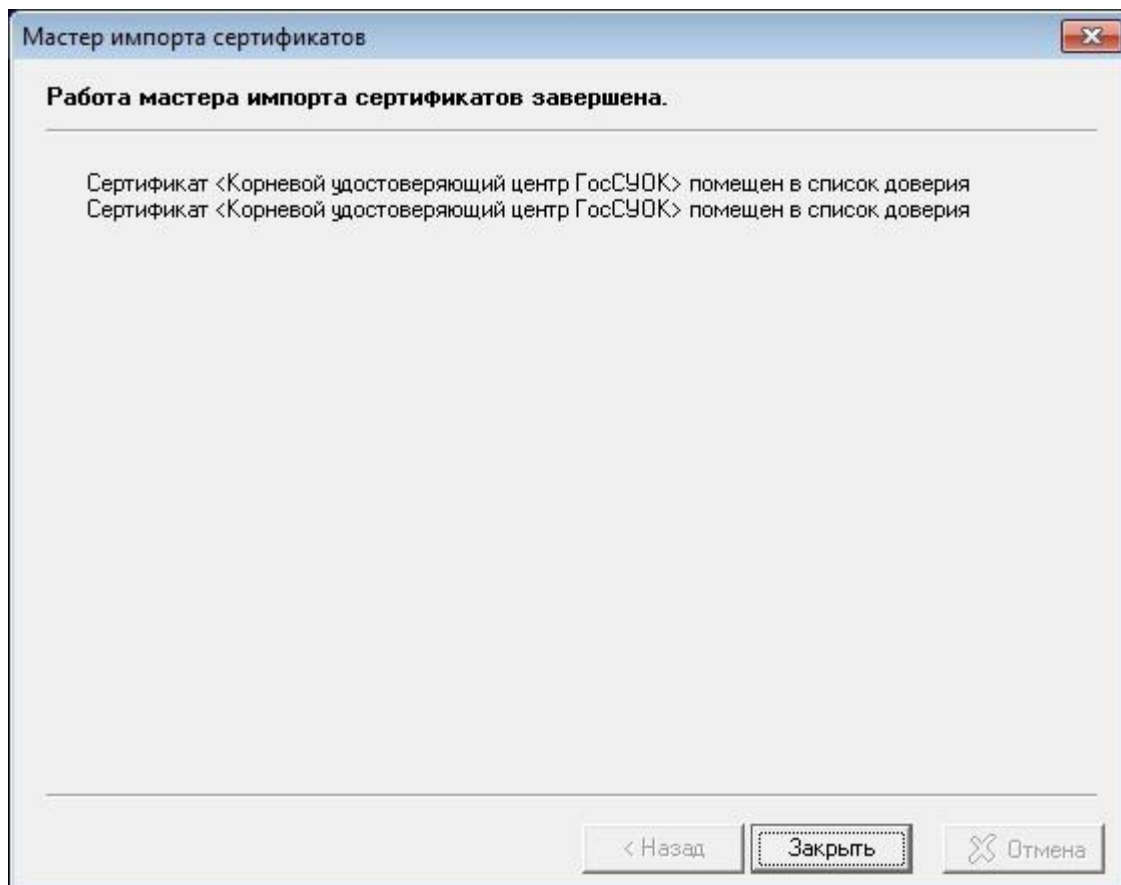 Мастер импорта сертификатов
Работа мастера импорта сертификатов завершена.
Сертификат <Корневой удостоверяющий центр ГосСУОК> помещен в список доверия
Сертификат <Корневой удостоверяющий центр ГосСУОК> помещен в список доверия
< Назад Закрыть Отмена